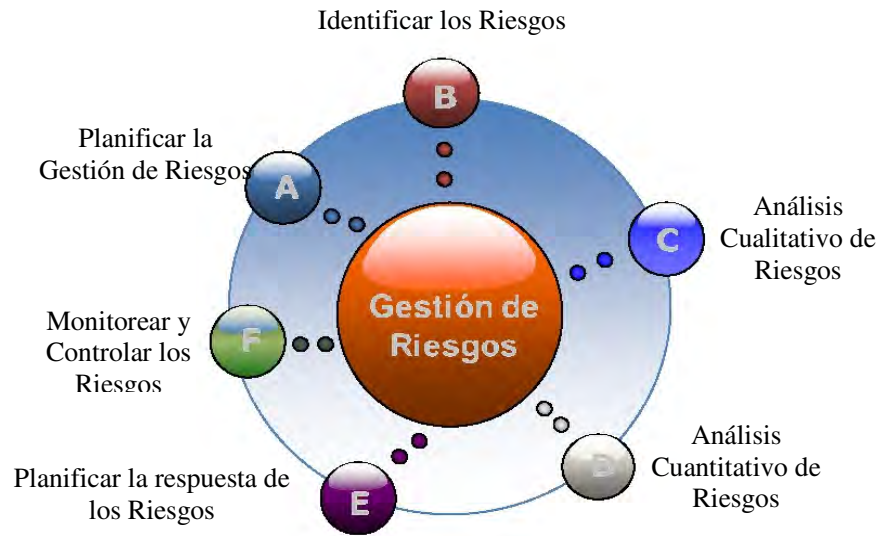 Identificar los Riesgos
B
Planificar la
Gestión de Riesgos
A
C
Análisis
Cualitativo de
Riesgos
Gestión de
Riesgos
Monitorear y
Controlar los
Riesgos
F
D
Análisis
Cuantitativo de
Riesgos
Planificar la respuesta de
los Riesgos
E